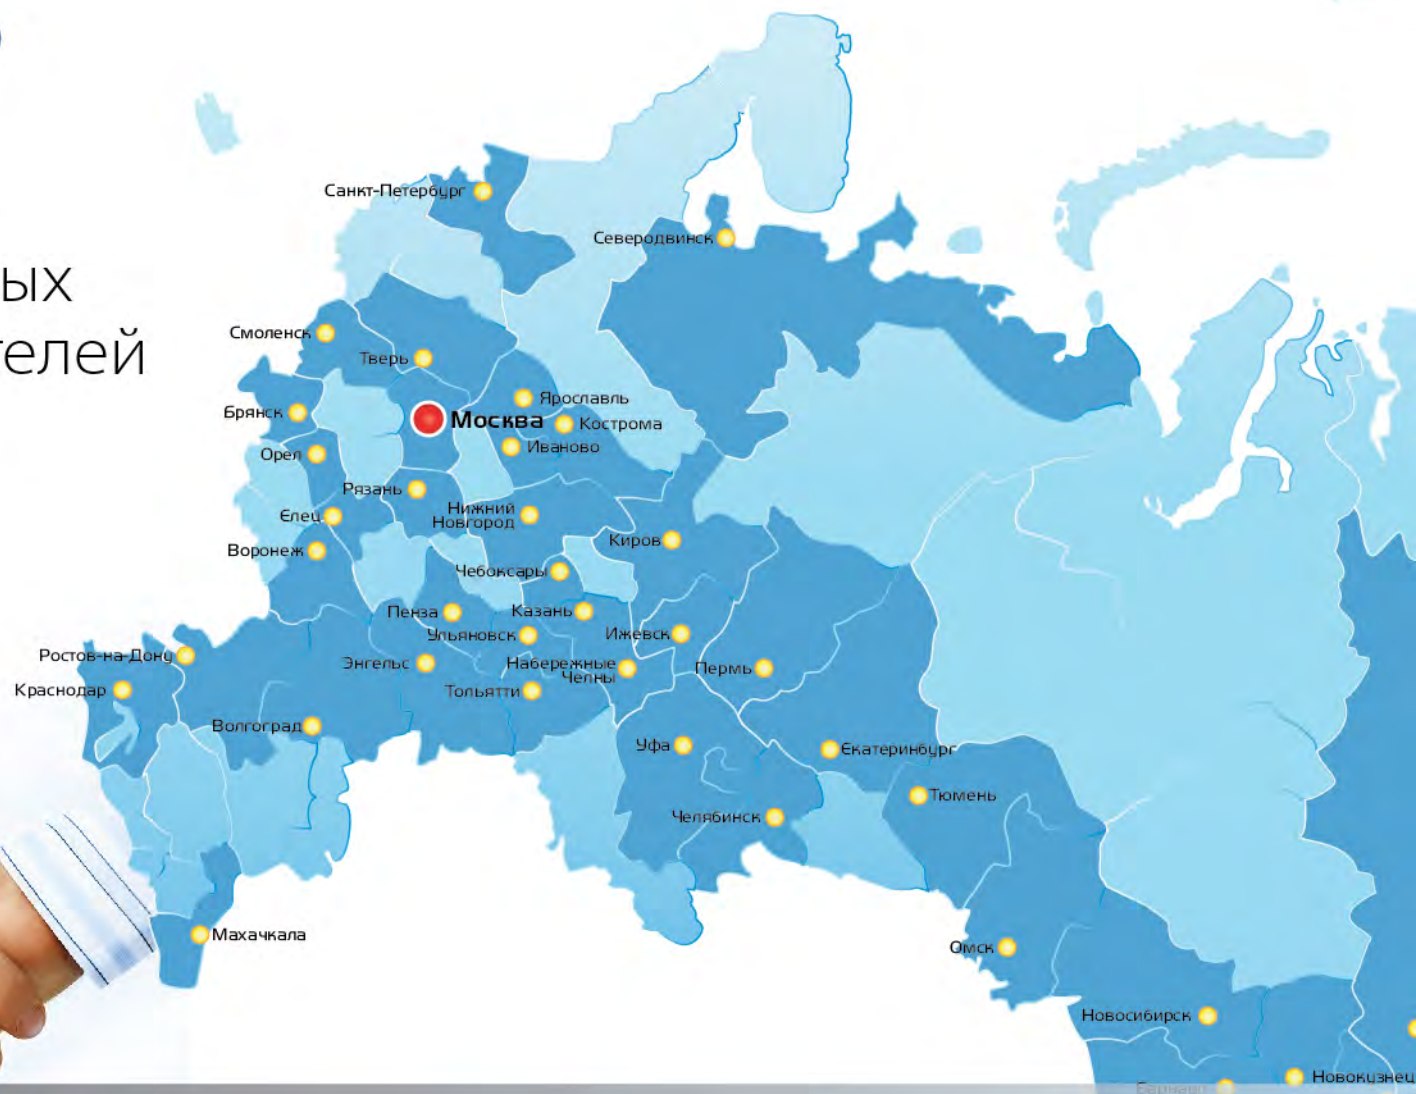 ых
телей
Санкт-Петербург
Северодвинск
Смоленск
Тверь
Ярославль
Брянск
Москва
Кострома
Иваново
Орел
Рязань
Нижний
Новгород
Елец
Киров
Воронеж
Чебоксары
Пенза
Казань
Ульяновск
Ижевск
Ростов-на-Дону
Энгельс
Набережные
Челны
Пермь
Краснодар
Тольятти
Волгоград
Уфа
Екатеринбург
Тюмень
Челябинск
Махачкала
Омск
Новосибирск
Новокузнец
Барнаул